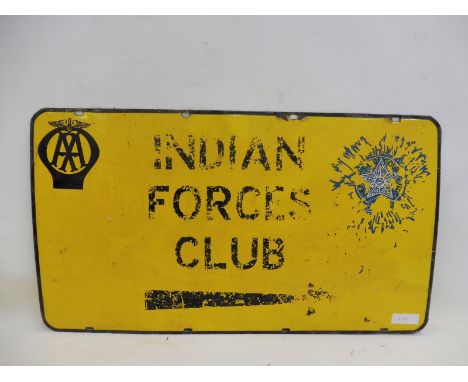 AA
INDIAN
FORCES
CLUB